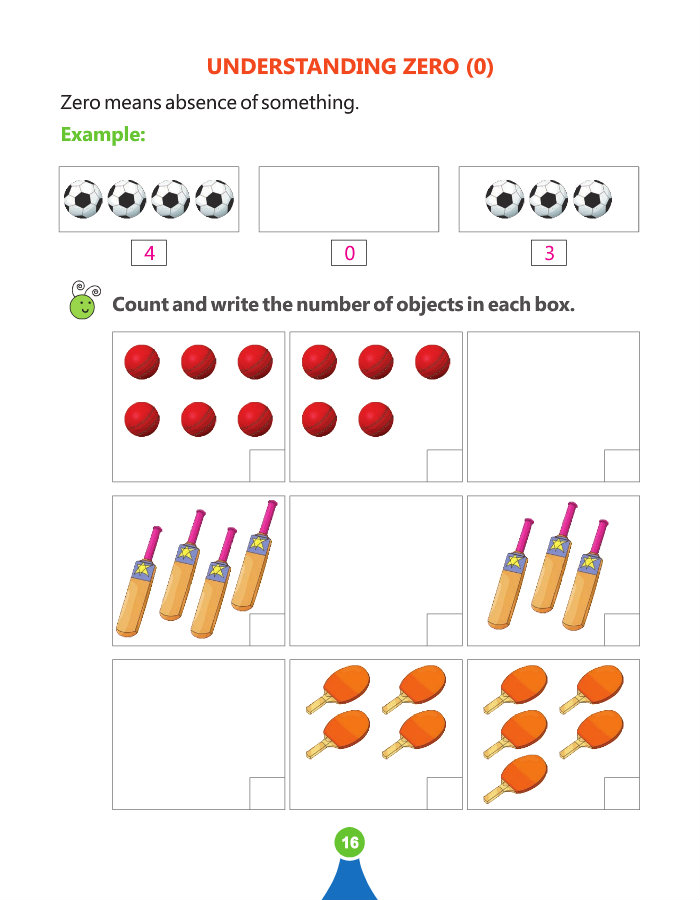 UNDERSTANDING ZERO (0)
Zero means absence of something.
Example:
4 0 3
Count and write the number of objects in each box.
16